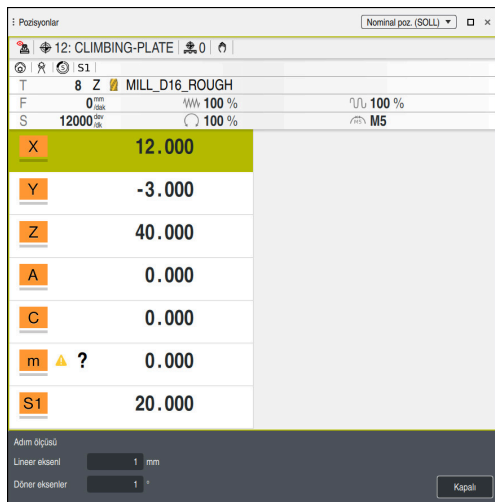 Pozisyonlar
Nominal poz. (SOLL)
12: CLIMBING-PLATE 0
S1
T 8 Z MILL_D16_ROUGH
F 0 mm/dak 100 % 100 %
S 12000 dev/dk 100 % M5
X 12.000
Y -3.000
Z 40.000
A 0.000
C 0.000
m ? 0.000
S1 20.000
Adım ölçüsü
Lineer eksenl 1 mm
Döner eksenler 1 °
Kapalı